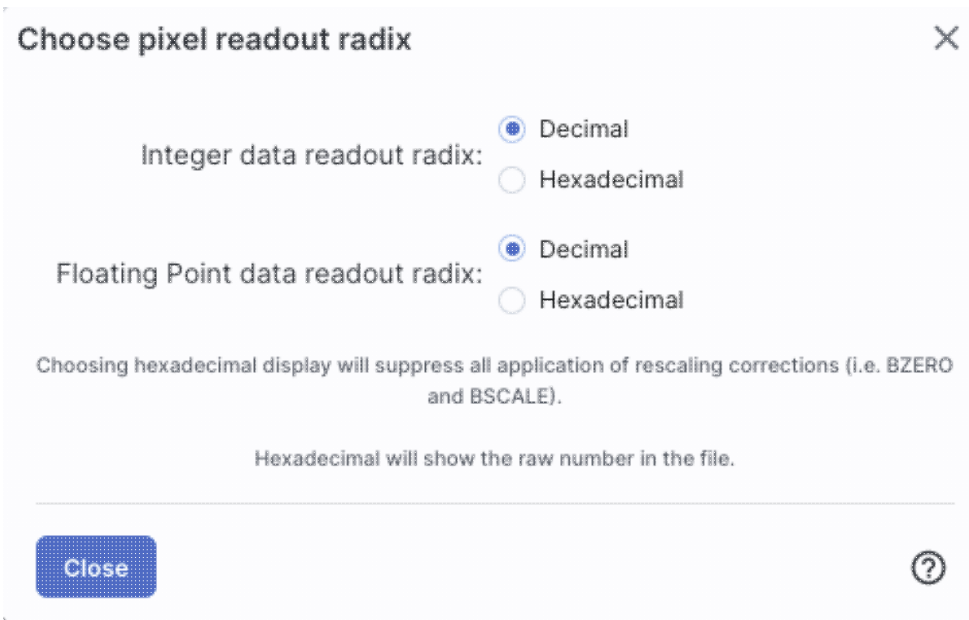 Choose pixel readout radix
Integer data readout radix:
Decimal
Hexadecimal
Floating Point data readout radix:
Decimal
Hexadecimal
Choosing hexadecimal display will suppress all application of rescaling corrections (i.e. BZERO
and BSCALE).
Hexadecimal will show the raw number in the file.
Close